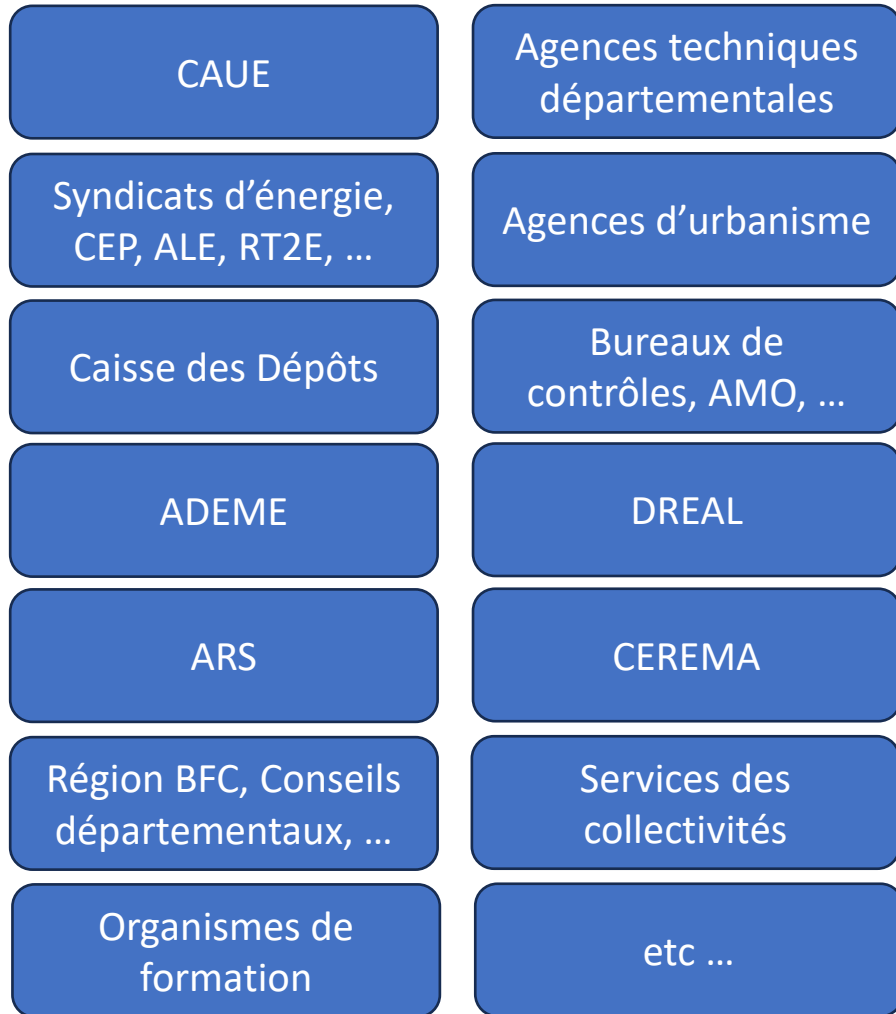 CAUE
Agences techniques
départementales
Syndicats d’énergie,
CEP, ALE, RT2E, …
Agences d’urbanisme
Caisse des Dépôts
Bureaux de
contrôles, AMO, …
ADEME
DREAL
ARS
CEREMA
Région BFC, Conseils
départementaux, …
Services des
collectivités
Organismes de
formation
etc …